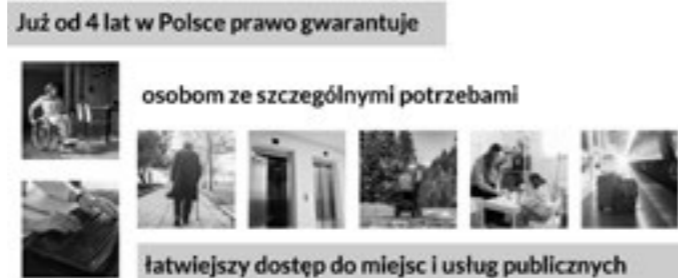 Już od 4 lat w Polsce prawo gwarantuje
osobom ze szczególnymi potrzebami
łatwiejszy dostęp do miejsc i usług publicznych